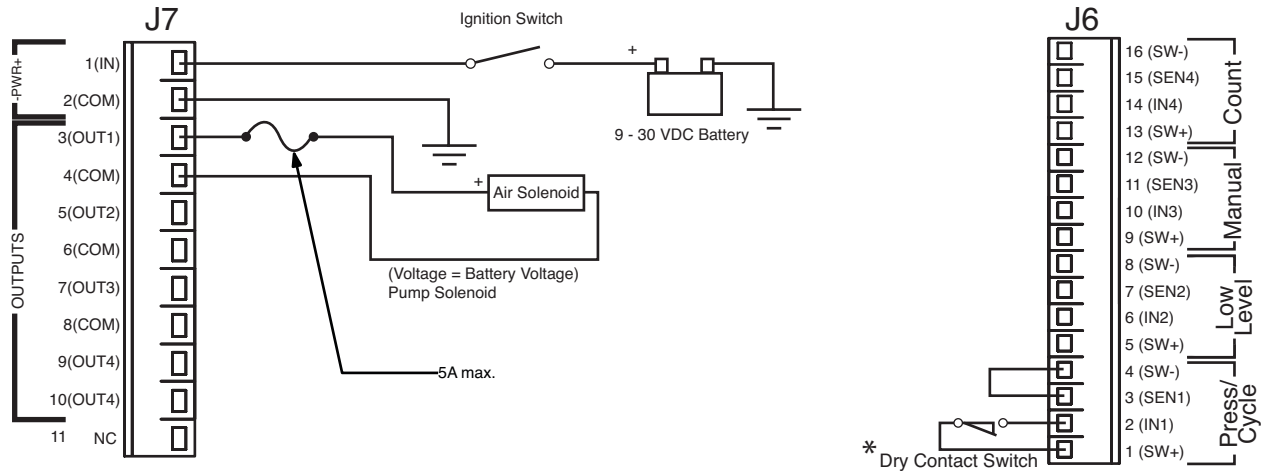 J7
Ignition Switch
-PWR+
1(IN)
2(COM)
+
9 - 30 VDC Battery
OUTPUTS
3(OUT1)
4(COM)
5(OUT2)
6(COM)
7(OUT3)
8(COM)
9(OUT4)
10(OUT4)
11 NC
+
Air Solenoid
(Voltage = Battery Voltage)
Pump Solenoid
5A max.
J6
16 (SW-)
15 (SEN4)
14 (IN4)
13 (SW+)
Count
12 (SW-)
11 (SEN3)
10 (IN3)
9 (SW+)
Manual
8 (SW-)
7 (SEN2)
6 (IN2)
5 (SW+)
Low
Level
4 (SW-)
3 (SEN1)
2 (IN1)
1 (SW+)
Press/
Cycle
* Dry Contact Switch